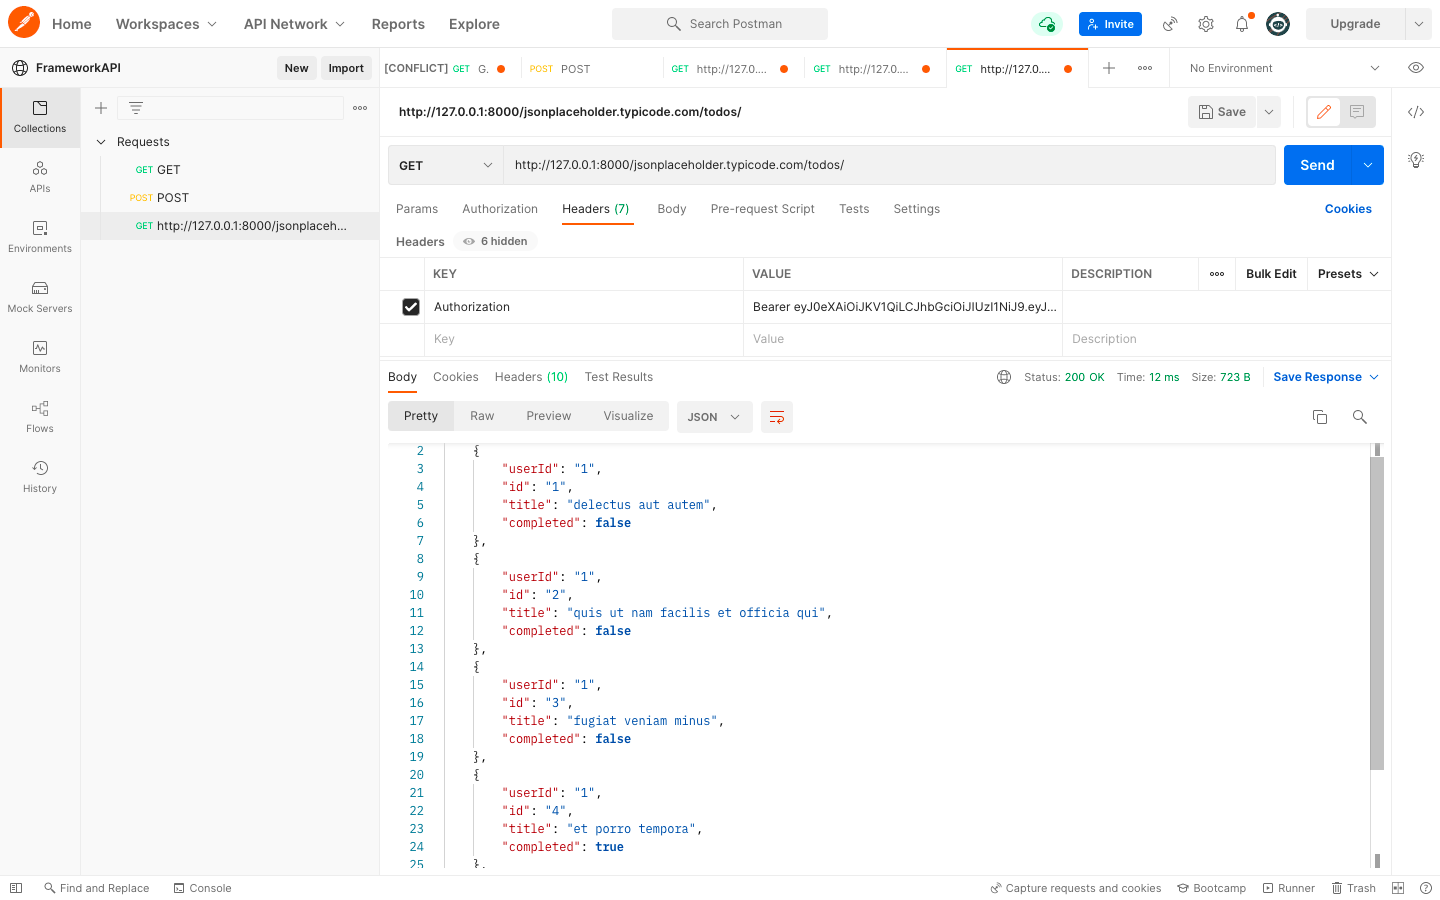 Home Workspaces API Network Reports Explore Search Postman Invite Upgrade
FrameworkAPI New Import [CONFLICT] GET G. POST POST GET http://127.0.... GET http://127.0.... GET http://127.0.... No Environment
Collections
APIs
Environments
Mock Servers
Monitors
Flows
History
Requests
GET GET
POST POST
GET http://127.0.0.1:8000/jsonplaceh...
http://127.0.0.1:8000/jsonplaceholder.typicode.com/todos/ Save
GET http://127.0.0.1:8000/jsonplaceholder.typicode.com/todos/ Send
Params Authorization Headers (7) Body Pre-request Script Tests Settings Cookies
Headers 6 hidden
KEY VALUE DESCRIPTION Bulk Edit Presets
Authorization Bearer eyJ0eXAiOiJKV1QiLCJhbGciOiJIUzI1NiJ9.eyJ...
Key Value Description
Body Cookies Headers (10) Test Results Status: 200 OK Time: 12 ms Size: 723 B Save Response
Pretty Raw Preview Visualize JSON
2 {
3 "userId": "1",
4 "id": "1",
5 "title": "delectus aut autem",
6 "completed": false
7 },
8 {
9 "userId": "1",
10 "id": "2",
11 "title": "quis ut nam facilis et officia qui",
12 "completed": false
13 },
14 {
15 "userId": "1",
16 "id": "3",
17 "title": "fugiat veniam minus",
18 "completed": false
19 },
20 {
21 "userId": "1",
22 "id": "4",
23 "title": "et porro tempora",
24 "completed": true
25 },
Find and Replace Console Capture requests and cookies Bootcamp Runner Trash